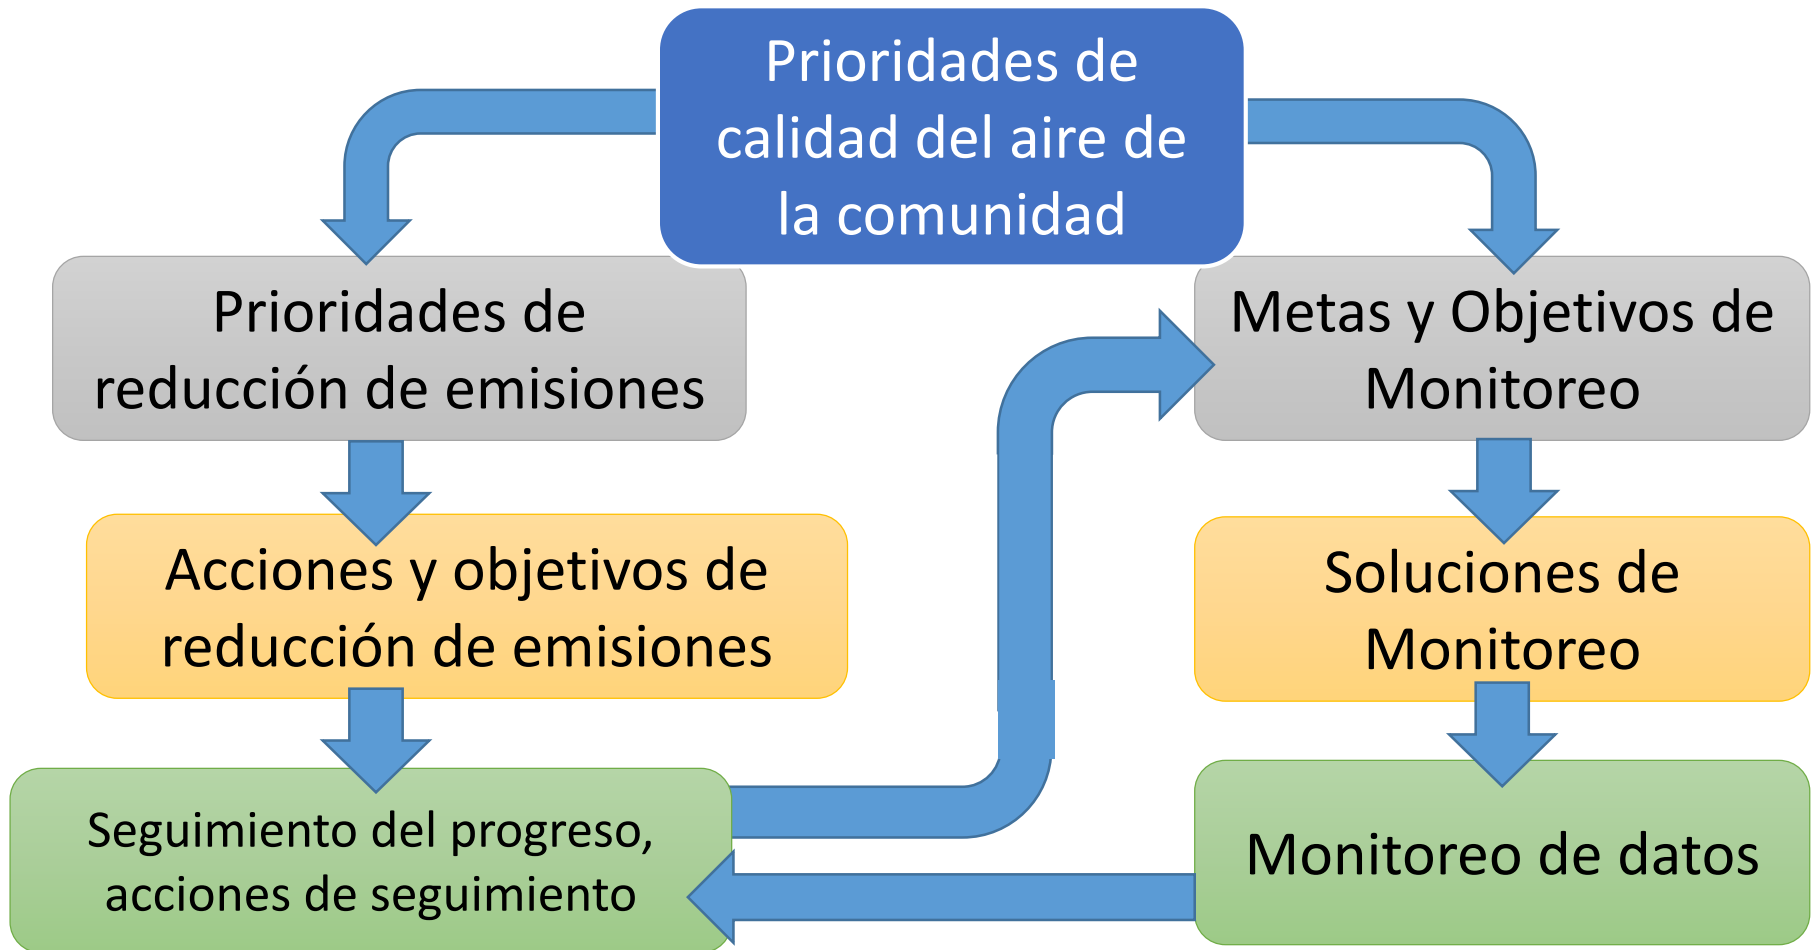 Prioridades de
calidad del aire de
la comunidad
Prioridades de
reducción de emisiones
Metas y Objetivos de
Monitoreo
Acciones y objetivos de
reducción de emisiones
Soluciones de
Monitoreo
Seguimiento del progreso,
acciones de seguimiento
Monitoreo de datos